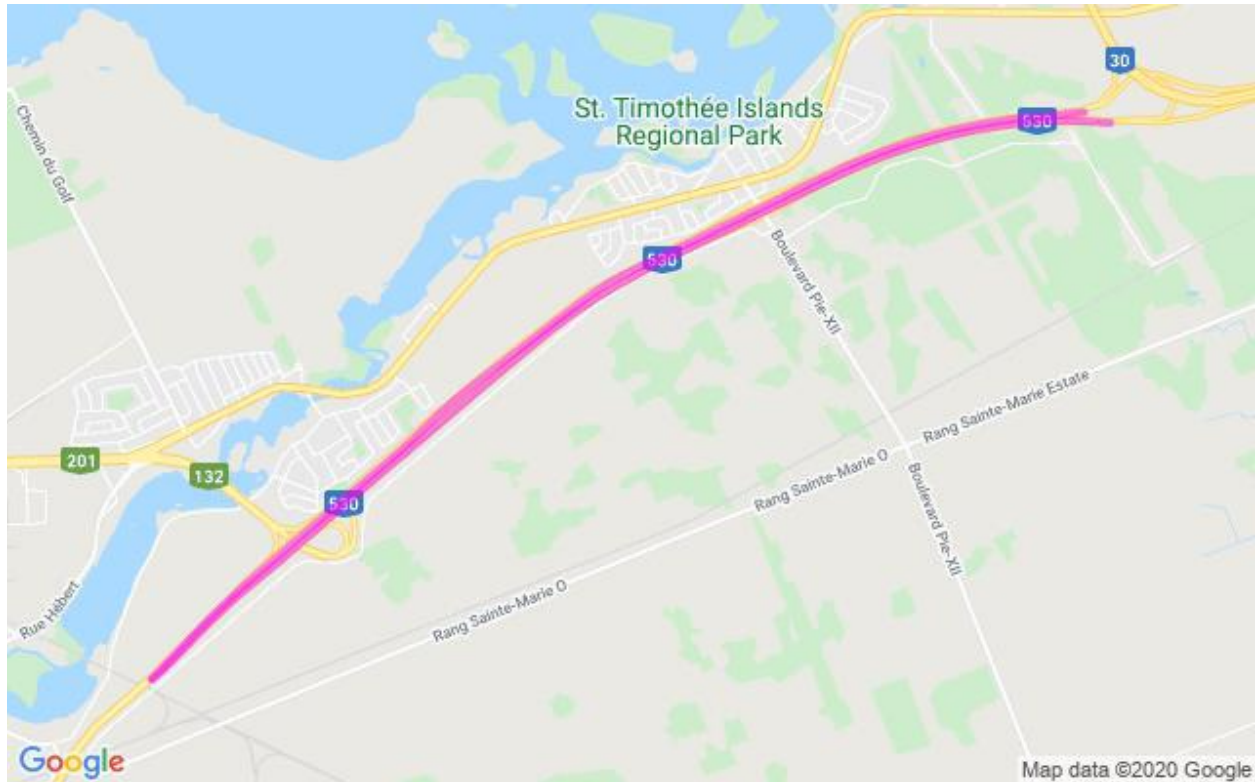 30
St. Timothée Islands
Regional Park
530
Chemin du Golf
530
Boulevard Pie-XII
Rang Sainte-Marie Estate
201
132
530
Rang Sainte-Marie O
Boulevard Pie-XII
Rang Sainte-Marie O
Rue Hébert
Google
Map data ©2020 Google